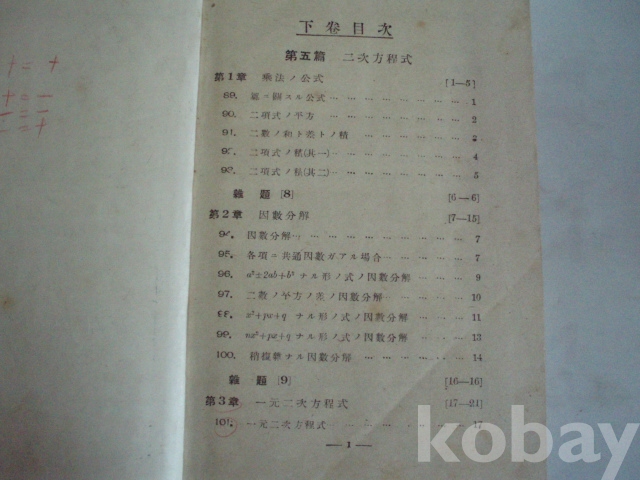 + = +
+ = −
− = +
下卷目次
第五篇 二次方程式
第1章 乘法ノ公式 [1—5]
89. 羃ニ關スル公式 … … … … … … 1
90. 二項式ノ平方 … … … … … … 2
91. 二數ノ和ト差トノ積 … … … … … 2
92. 二項式ノ積(其一) … … … … … … 4
93. 二項式ノ積(其二) … … … … … … 5
雜題 [8] [6—6]
第2章 因數分解 [7—15]
94. 因數分解 … … … … … … 7
95. 各項ニ共通因數ガアル場合 … … … … 7
96. a²±2ab+b² ナル形ノ式ノ因數分解 … … … 9
97. 二數ノ平方ノ差ノ因數分解 … … … … 10
98. x²+px+q ナル形ノ式ノ因數分解 … … … 11
99. nx²+px+q ナル形ノ式ノ因數分解 … … … 13
100. 稍複雜ナル因數分解 … … … … 14
雜題 [9] [16—16]
第3章 一元二次方程式 [17—21]
101. 一元二次方程式 … … … … … … 17
— 1 —
kobay